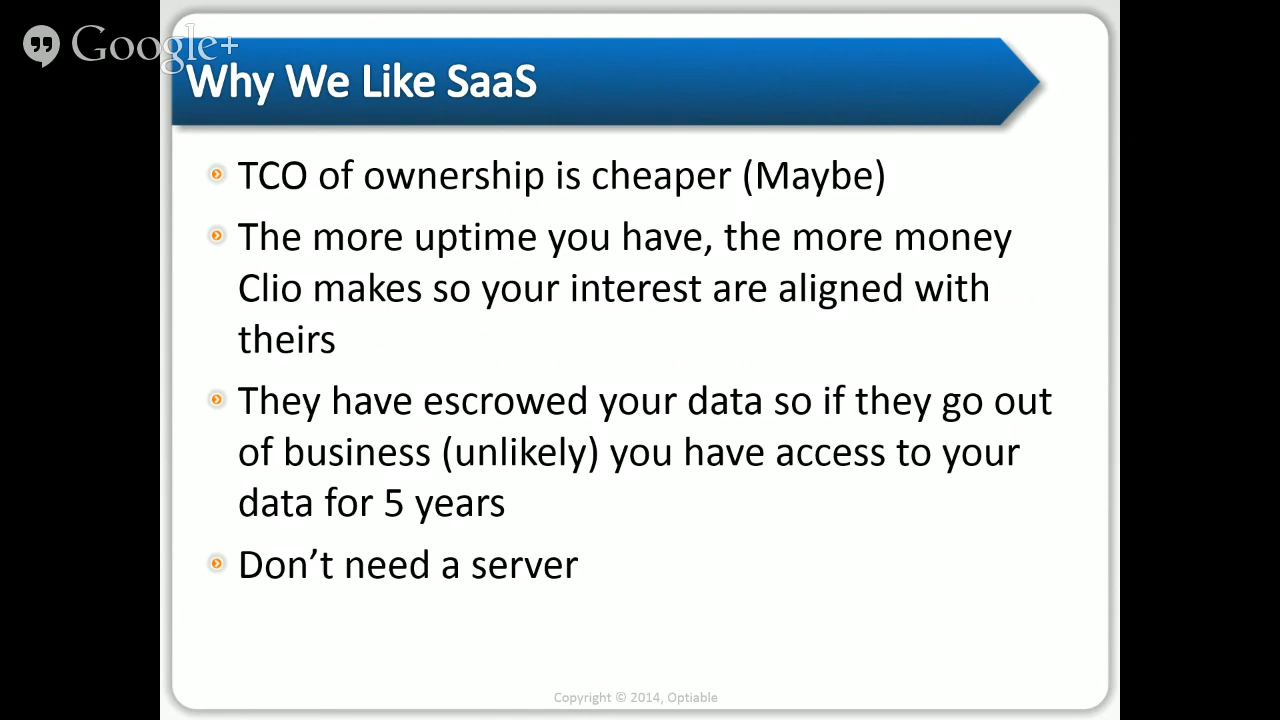 Google+
Why We Like SaaS
TCO of ownership is cheaper (Maybe)
The more uptime you have, the more money
Clio makes so your interest are aligned with
theirs
They have escrowed your data so if they go out
of business (unlikely) you have access to your
data for 5 years
Don’t need a server
Copyright © 2014, Optiable